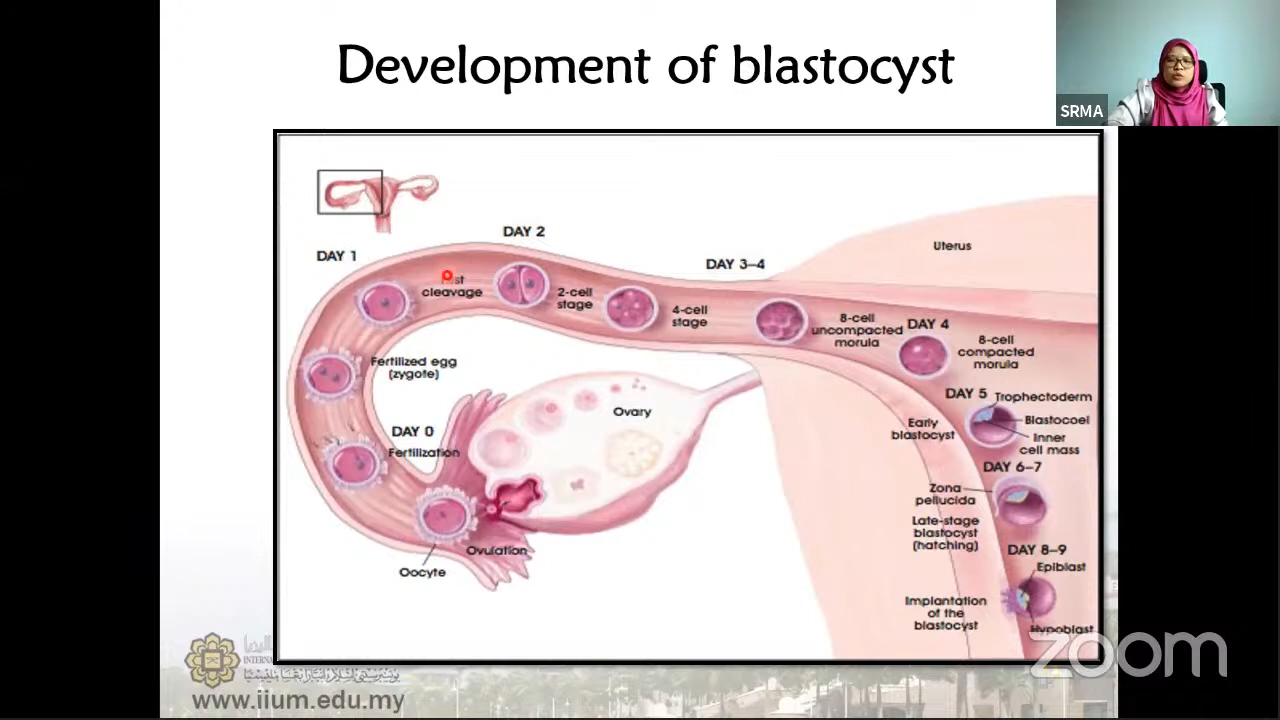 Development of blastocyst
SRMA
DAY 2
DAY 1
Uterus
DAY 3–4
cleavage
2-cell
stage
4-cell
stage
8-cell
uncompacted
morula
DAY 4
8-cell
compacted
morula
Fertilized egg
(zygote)
DAY 5
Trophectoderm
Blastocoel
Inner
cell mass
Early
blastocyst
Ovary
DAY 0
Fertilization
DAY 6–7
Zona
pellucida
Late-stage
blastocyst
(hatching)
Ovulation
Oocyte
DAY 8–9
Epiblast
Implantation
of the
blastocyst
Hypoblast
zoom
www.iium.edu.my